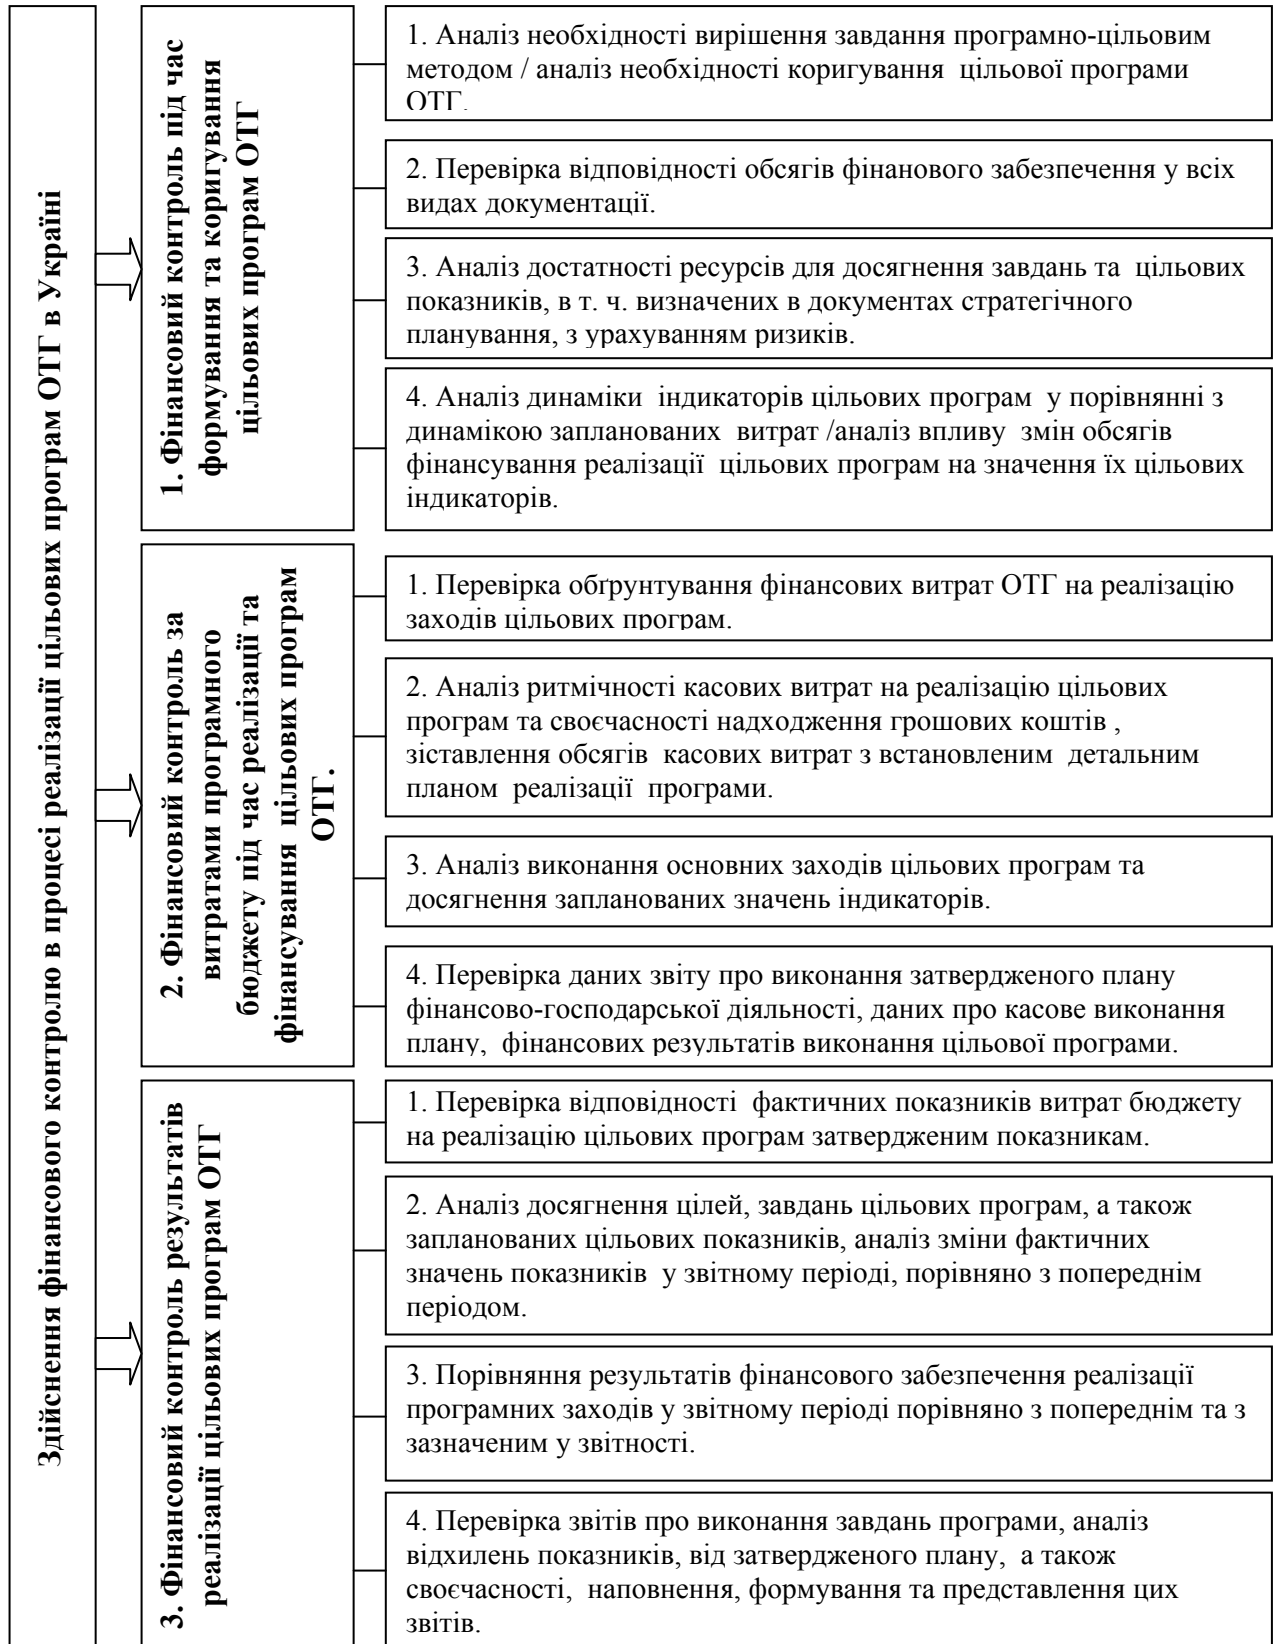 Здійснення фінансового контролю в процесі реалізації цільових програм ОТГ в Україні
1. Фінансовий контроль під час
формування та коригування
цільових програм ОТГ
1. Аналіз необхідності вирішення завдання програмно-цільовим
методом / аналіз необхідності коригування цільової програми
ОТГ.
2. Перевірка відповідності обсягів фінанового забезпечення у всіх
видах документації.
3. Аналіз достатності ресурсів для досягнення завдань та цільових
показників, в т. ч. визначених в документах стратегічного
планування, з урахуванням ризиків.
4. Аналіз динаміки індикаторів цільових програм у порівнянні з
динамікою запланованих витрат /аналіз впливу змін обсягів
фінансування реалізації цільових програм на значення їх цільових
індикаторів.
2. Фінансовий контроль за
витратами програмного
бюджету під час реалізації та
фінансування цільових програм
ОТГ.
1. Перевірка обґрунтування фінансових витрат ОТГ на реалізацію
заходів цільових програм.
2. Аналіз ритмічності касових витрат на реалізацію цільових
програм та своєчасності надходження грошових коштів ,
зіставлення обсягів касових витрат з встановленим детальним
планом реалізації програми.
3. Аналіз виконання основних заходів цільових програм та
досягнення запланованих значень індикаторів.
4. Перевірка даних звіту про виконання затвердженого плану
фінансово-господарської діяльності, даних про касове виконання
плану, фінансових результатів виконання цільової програми.
3. Фінансовий контроль результатів
реалізації цільових програм ОТГ
1. Перевірка відповідності фактичних показників витрат бюджету
на реалізацію цільових програм затвердженим показникам.
2. Аналіз досягнення цілей, завдань цільових програм, а також
запланованих цільових показників, аналіз зміни фактичних
значень показників у звітному періоді, порівняно з попереднім
періодом.
3. Порівняння результатів фінансового забезпечення реалізації
програмних заходів у звітному періоді порівняно з попереднім та з
зазначеним у звітності.
4. Перевірка звітів про виконання завдань програми, аналіз
відхилень показників, від затвердженого плану, а також
своєчасності, наповнення, формування та представлення цих
звітів.